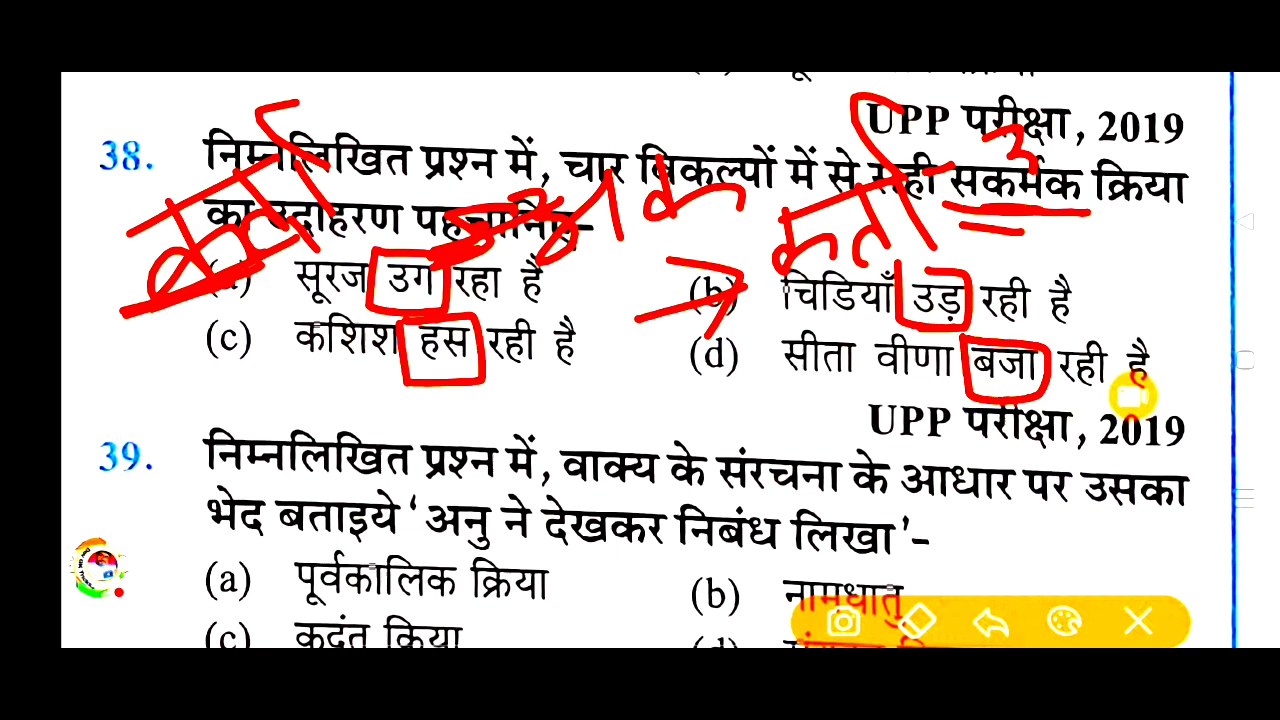 UPP परीक्षा, 2019
38. निम्नलिखित प्रश्न में, चार विकल्पों में से सही सकर्मक क्रिया
का उदाहरण पहचानिए-
(a) सूरज उग रहा है
(b) चिडियाँ उड़ रही है
(c) कशिश हस रही है
(d) सीता वीणा बजा रही है
UPP परीक्षा, 2019
39. निम्नलिखित प्रश्न में, वाक्य के संरचना के आधार पर उसका
भेद बताइये ‘अनु ने देखकर निबंध लिखा’-
(a) पूर्वकालिक क्रिया
(b) नामधातु
(c) कृदंत क्रिया
(d)
कर्ता